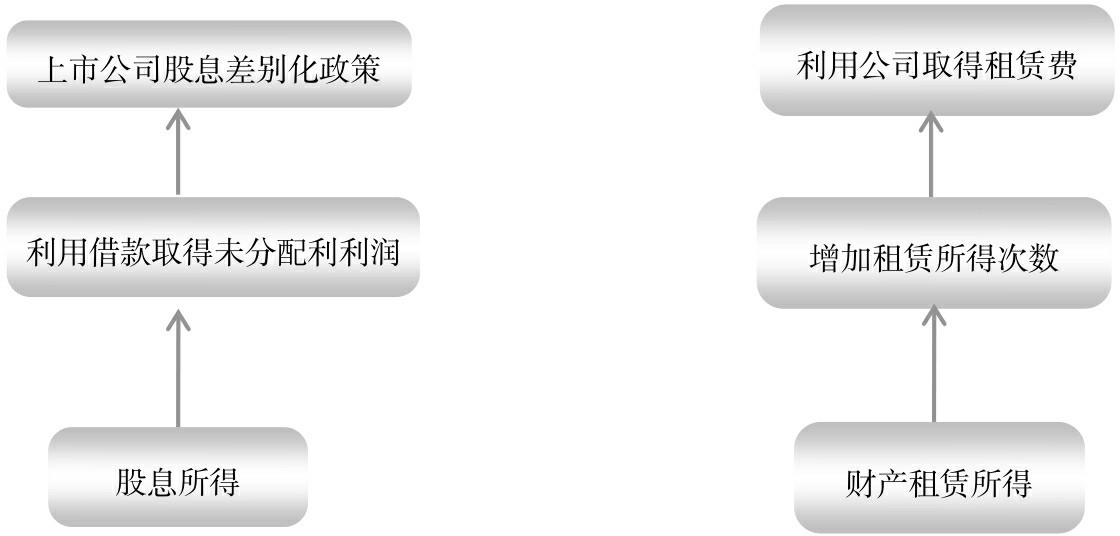 上市公司股息差别化政策
利用公司取得租赁费
利用借款取得未分配利利润
增加租赁所得次数
股息所得
财产租赁所得